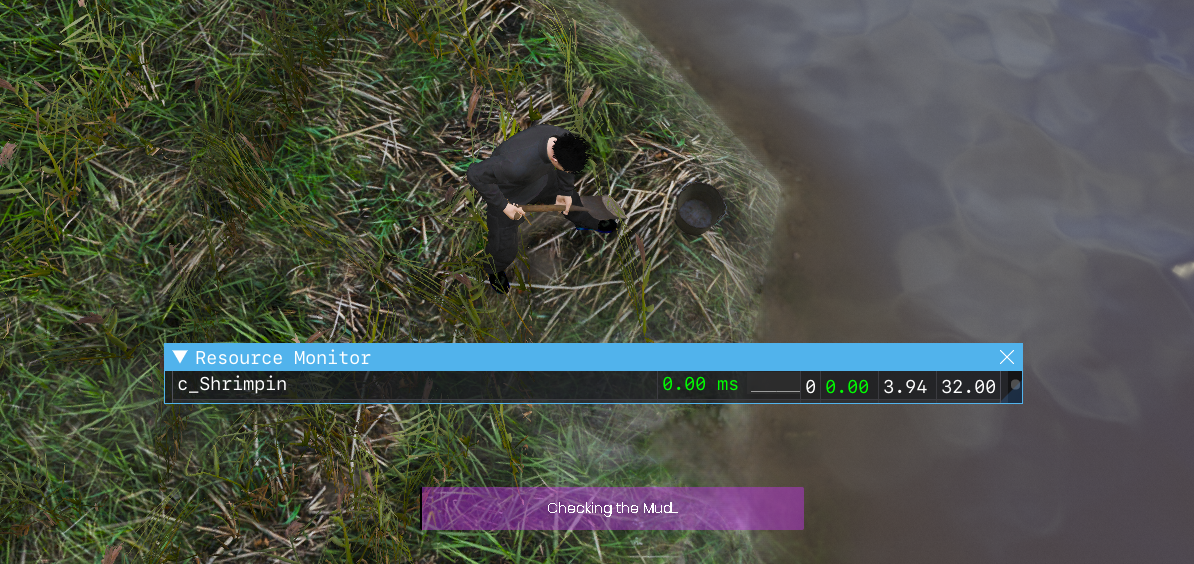 Resource Monitor
c_Shrimpin 0.00 ms 0 0.00 3.94 32.00
Checking the Mud...